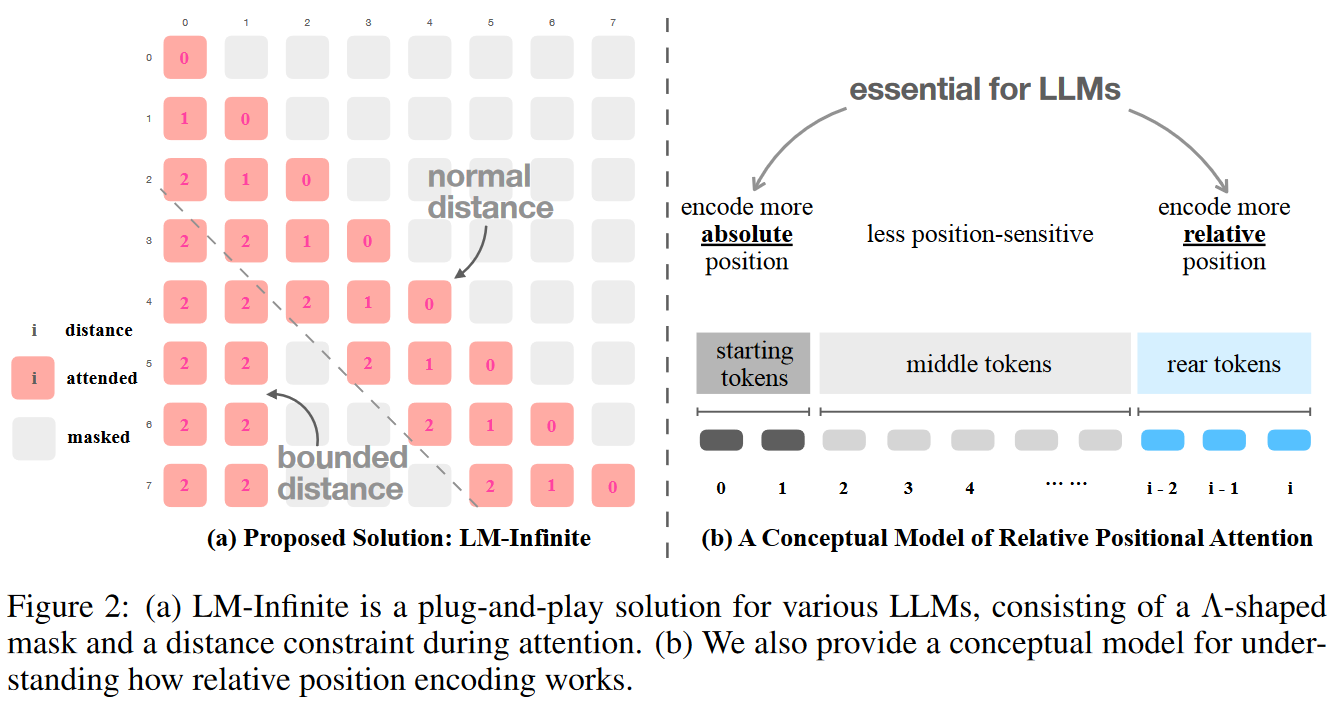 0 1 2 3 4 5 6 7
0 0
1 1 0
2 2 1 0
normal
distance
3 2 2 1 0
4 2 2 2 1 0
i distance
5 2 2 2 1 0
i attended
6 2 2 2 1 0
masked
bounded
distance
7 2 2 2 1 0
(a) Proposed Solution: LM-Infinite
essential for LLMs
encode more
absolute
position
less position-sensitive
encode more
relative
position
starting
tokens
middle tokens
rear tokens
0 1 2 3 4 ... ... i - 2 i - 1 i
(b) A Conceptual Model of Relative Positional Attention
Figure 2: (a) LM-Infinite is a plug-and-play solution for various LLMs, consisting of a Λ-shaped
mask and a distance constraint during attention. (b) We also provide a conceptual model for under-
standing how relative position encoding works.